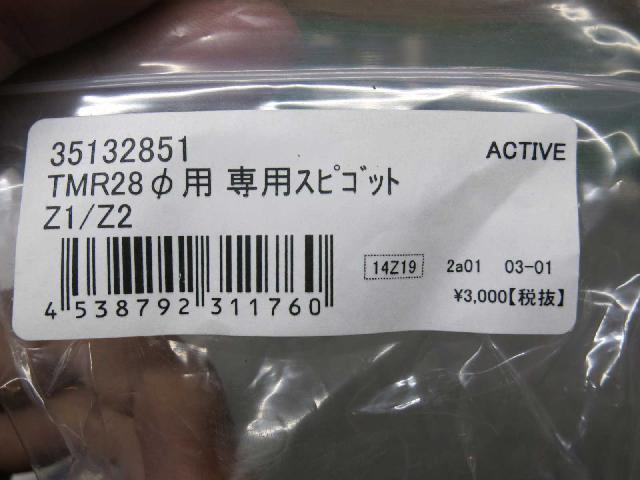 35132851
ACTIVE
TMR28φ用 専用ｽﾋﾟｺﾞｯﾄ
Z1/Z2
14Z19 2a01 03-01
4 538792 311760
¥3,000【税抜】